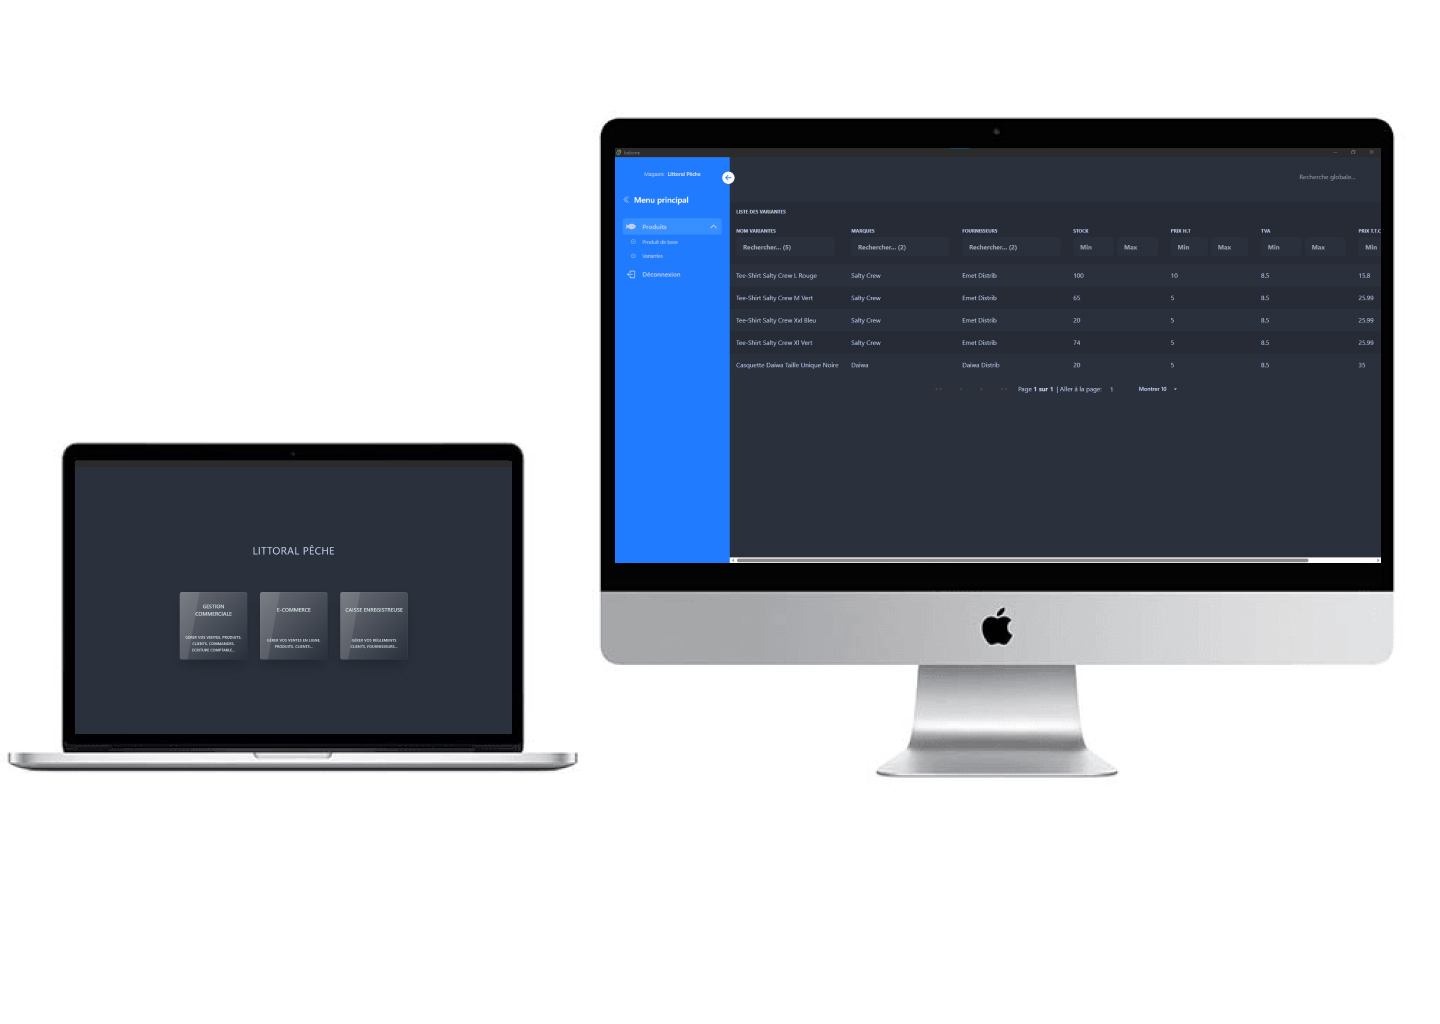 LITTORAL PÊCHE
GESTION
COMMERCIALE
GÉRER VOS VENTES, PRODUITS,
CLIENTS, COMMANDES,
ECRITURE COMPTABLE...
E-COMMERCE
GÉRER VOS VENTES EN LIGNE,
PRODUITS, CLIENTS...
CAISSE ENREGISTREUSE
GÉRER VOS RÈGLEMENTS
CLIENTS, FOURNISSEURS...
Magasin: Littoral Pêche
Menu principal
Produits
Produit de base
Variantes
Déconnexion
Recherche globale...
LISTE DES VARIANTES
NOM VARIANTES MARQUES FOURNISSEURS STOCK PRIX H.T TVA PRIX T.T.C
Rechercher... (5) Rechercher... (2) Rechercher... (2) Min Max Min Max Min Max Min
Tee-Shirt Salty Crew L Rouge Salty Crew Emet Distrib 100 10 8.5 15.8
Tee-Shirt Salty Crew M Vert Salty Crew Emet Distrib 65 5 8.5 25.99
Tee-Shirt Salty Crew Xxl Bleu Salty Crew Emet Distrib 20 5 8.5 25.99
Tee-Shirt Salty Crew Xl Vert Salty Crew Emet Distrib 74 5 8.5 25.99
Casquette Daiwa Taille Unique Noire Daiwa Daiwa Distrib 20 5 8.5 35
Page 1 sur 1 | Aller à la page: 1 Montrer 10